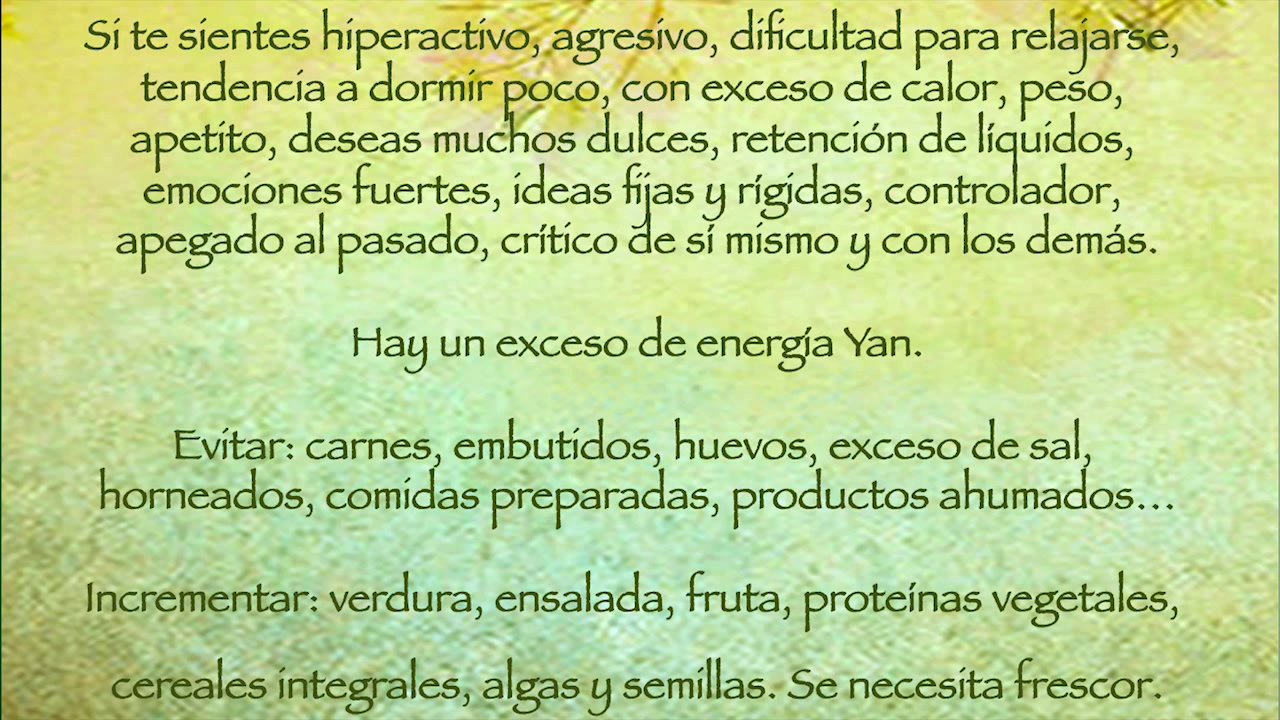 Si te sientes hiperactivo, agresivo, dificultad para relajarse,
tendencia a dormir poco, con exceso de calor, peso,
apetito, deseas muchos dulces, retención de líquidos,
emociones fuertes, ideas fijas y rígidas, controlador,
apegado al pasado, crítico de sí mismo y con los demás.
Hay un exceso de energía Yan.
Evitar: carnes, embutidos, huevos, exceso de sal,
horneados, comidas preparadas, productos ahumados...
Incrementar: verdura, ensalada, fruta, proteínas vegetales,
cereales integrales, algas y semillas. Se necesita frescor.